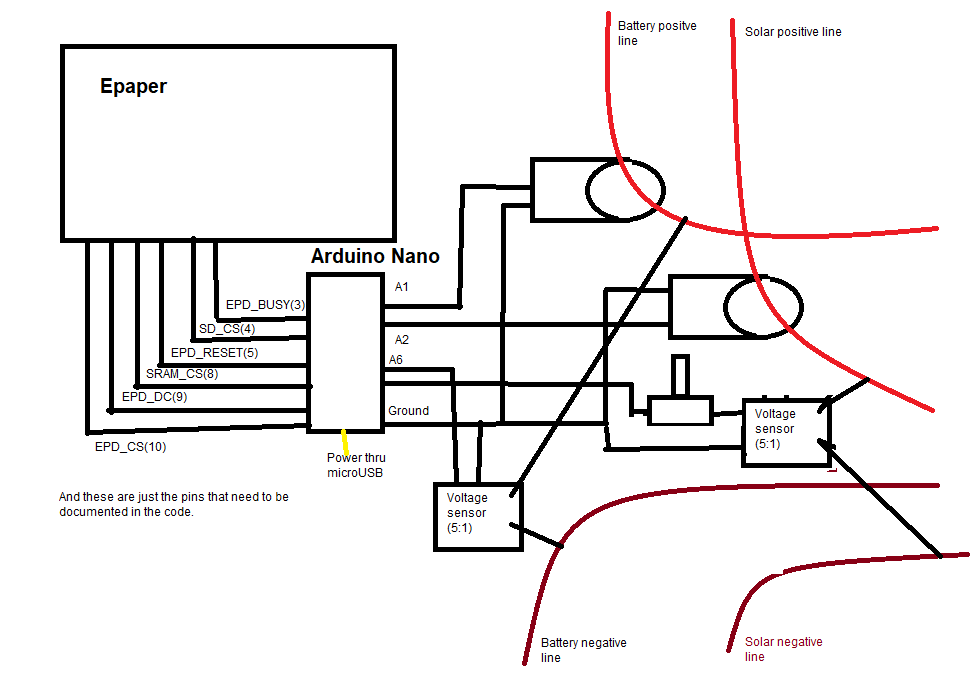 Battery positve
line
Solar positive line
Epaper
Arduino Nano
A1
EPD_BUSY(3)
SD_CS(4)
A2
EPD_RESET(5)
A6
SRAM_CS(8)
EPD_DC(9)
Ground
Voltage
sensor
(5:1)
EPD_CS(10)
Power thru
microUSB
And these are just the pins that need to be
documented in the code.
Voltage
sensor
(5:1)
Battery negative
line
Solar negative
line